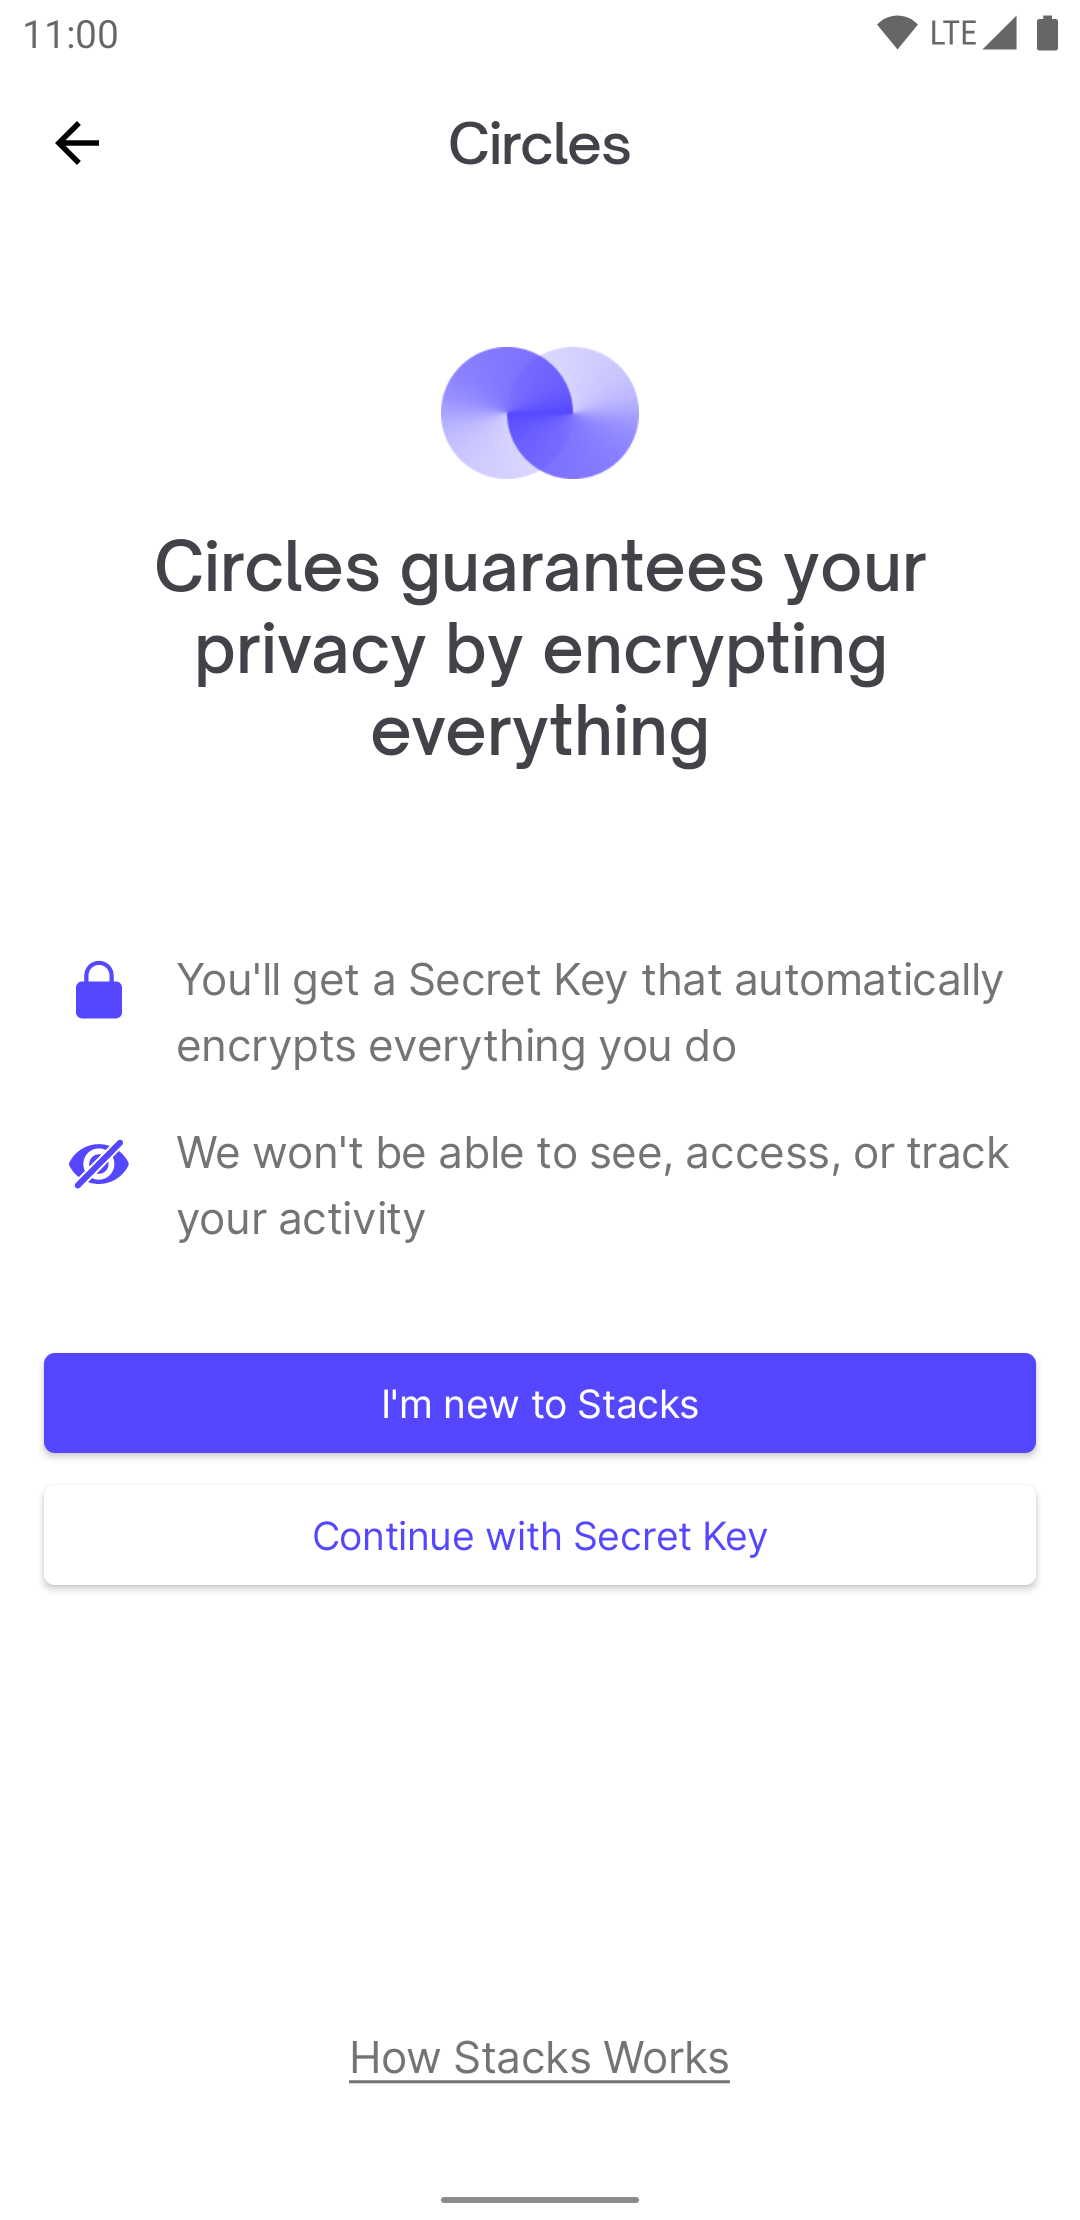 11:00
LTE
Circles
Circles guarantees your
privacy by encrypting
everything
You'll get a Secret Key that automatically
encrypts everything you do
We won't be able to see, access, or track
your activity
I'm new to Stacks
Continue with Secret Key
How Stacks Works